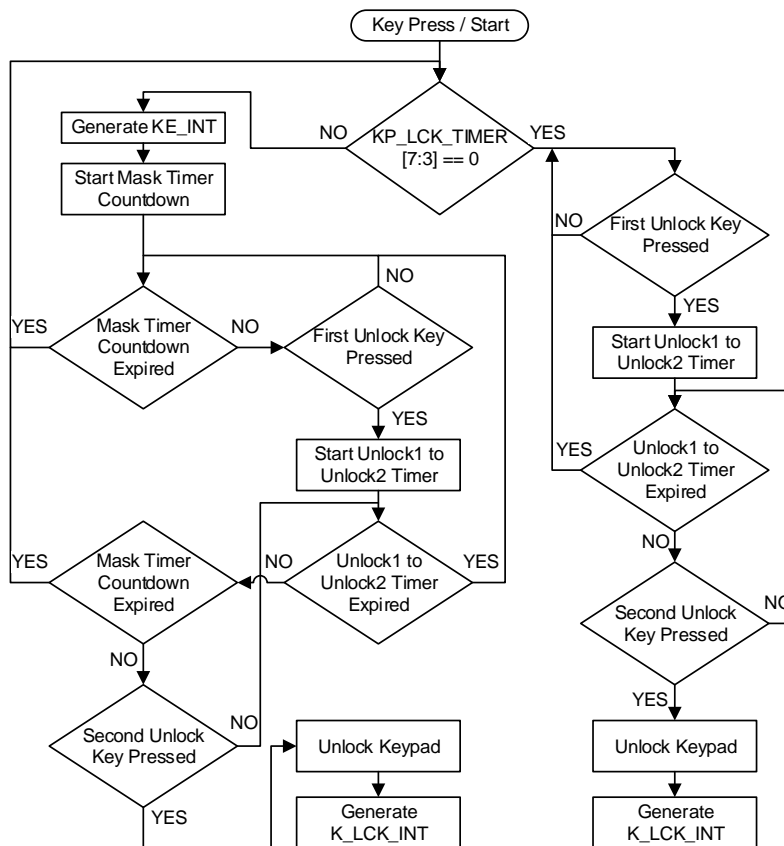 Key Press / Start
Generate KE_INT
NO
KP_LCK_TIMER
[7:3] == 0
YES
Start Mask Timer
Countdown
NO
First Unlock Key
Pressed
NO
YES
YES
Mask Timer
Countdown
Expired
NO
First Unlock Key
Pressed
Start Unlock1 to
Unlock2 Timer
YES
Start Unlock1 to
Unlock2 Timer
YES
Unlock1 to
Unlock2 Timer
Expired
NO
YES
Mask Timer
Countdown
Expired
NO
Unlock1 to
Unlock2 Timer
Expired
YES
Second Unlock
Key Pressed
NO
NO
YES
Second Unlock
Key Pressed
NO
Unlock Keypad
Unlock Keypad
YES
Generate
K_LCK_INT
Generate
K_LCK_INT